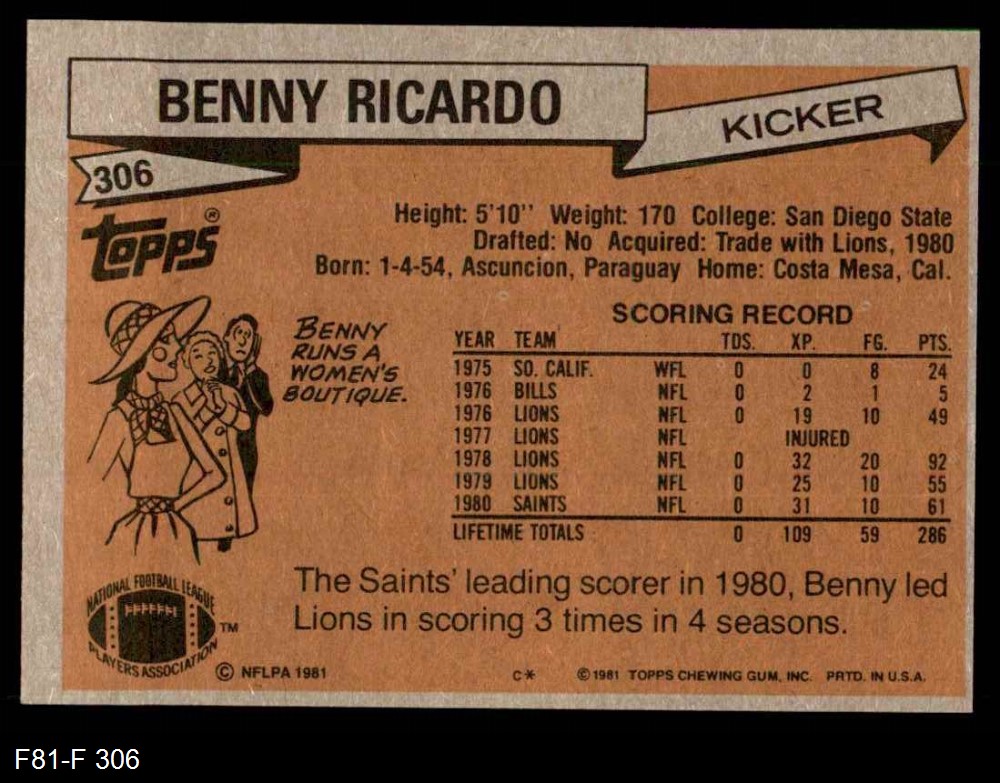 BENNY RICARDO
KICKER
306
topps®
Height: 5'10" Weight: 170 College: San Diego State
Drafted: No Acquired: Trade with Lions, 1980
Born: 1-4-54, Ascuncion, Paraguay Home: Costa Mesa, Cal.
BENNY
RUNS A
WOMEN'S
BOUTIQUE.
SCORING RECORD
YEAR TEAM TDS. XP. FG. PTS.
1975 SO. CALIF. WFL 0 0 8 24
1976 BILLS NFL 0 2 1 5
1976 LIONS NFL 0 19 10 49
1977 LIONS NFL INJURED
1978 LIONS NFL 0 32 20 92
1979 LIONS NFL 0 25 10 55
1980 SAINTS NFL 0 31 10 61
LIFETIME TOTALS 0 109 59 286
The Saints' leading scorer in 1980, Benny led
Lions in scoring 3 times in 4 seasons.
NATIONAL FOOTBALL LEAGUE
PLAYERS ASSOCIATION
TM
© NFLPA 1981
C*
©1981 TOPPS CHEWING GUM, INC. PRTD. IN U.S.A.
F81-F 306